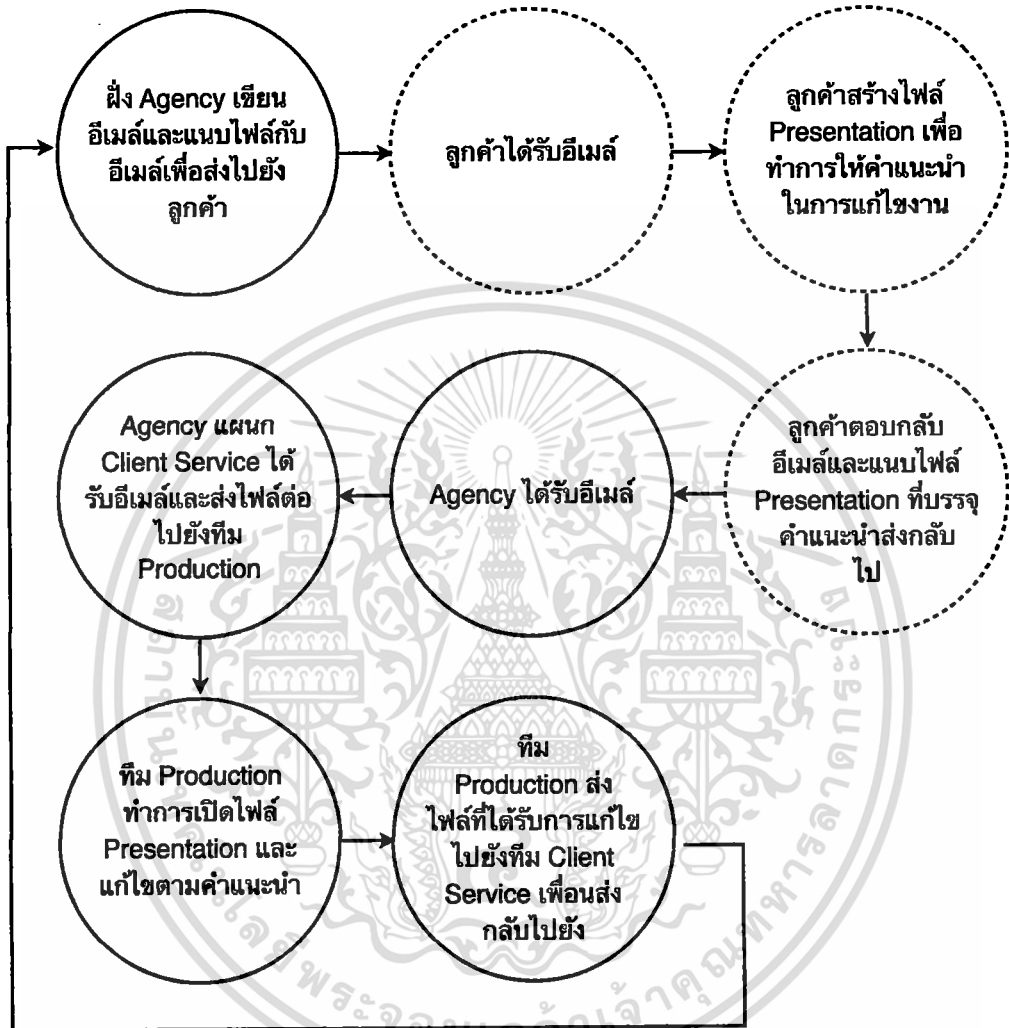 ฝั่ง Agency เขียน
อีเมล์และแนบไฟล์กับ
อีเมล์เพื่อส่งไปยัง
ลูกค้า
ลูกค้าได้รับอีเมล์
ลูกค้าสร้างไฟล์
Presentation เพื่อ
ทำการให้คำแนะนำ
ในการแก้ไขงาน
ลูกค้าตอบกลับ
อีเมล์และแนบไฟล์
Presentation ที่บรรจุ
คำแนะนำส่งกลับ
ไป
Agency ได้รับอีเมล์
Agency แผนก
Client Service ได้
รับอีเมล์และส่งไฟล์ต่อ
ไปยังทีม
Production
ทีม Production
ทำการเปิดไฟล์
Presentation และ
แก้ไขตามคำแนะนำ
ทีม
Production ส่ง
ไฟล์ที่ได้รับการแก้ไข
ไปยังทีม Client
Service เพื่อนส่ง
กลับไปยัง